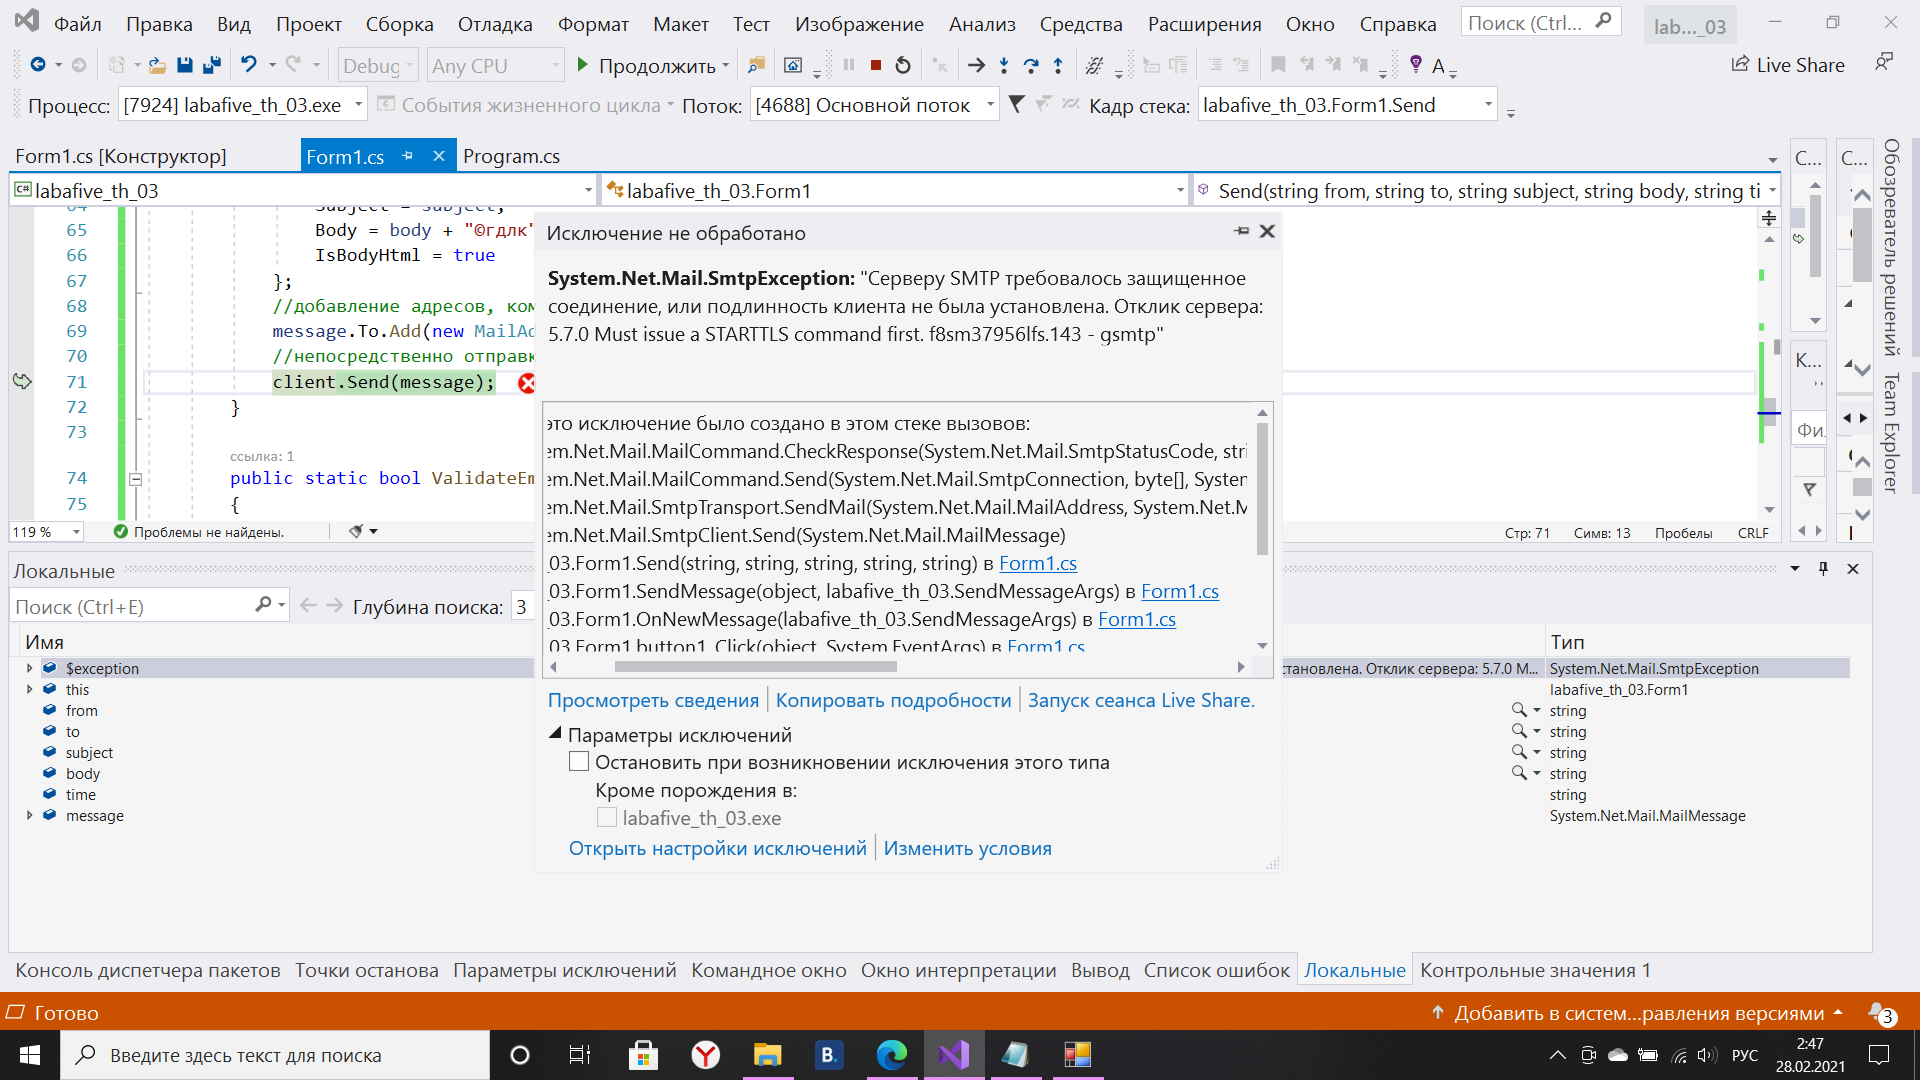 Файл Правка Вид Проект Сборка Отладка Формат Макет Тест Изображение Анализ Средства Расширения Окно Справка Поиск (Ctrl... lab..._03
Debug Any CPU Продолжить A Live Share
Процесс: [7924] labafive_th_03.exe События жизненного цикла Поток: [4688] Основной поток Кадр стека: labafive_th_03.Form1.Send
Form1.cs [Конструктор] Form1.cs Program.cs С... С...
C# labafive_th_03 labafive_th_03.Form1 Send(string from, string to, string subject, string body, string ti
64 Subject = subject;
65 Body = body + "©гдлк"
66 IsBodyHtml = true
67 };
68 //добавление адресов, ком
69 message.To.Add(new MailAd
70 //непосредственно отправк
71 client.Send(message);
72 }
73
ссылка: 1
74 public static bool ValidateEm
75 {
119 % Проблемы не найдены. Стр: 71 Симв: 13 Пробелы CRLF
Исключение не обработано
System.Net.Mail.SmtpException: "Серверу SMTP требовалось защищенное
соединение, или подлинность клиента не была установлена. Отклик сервера:
5.7.0 Must issue a STARTTLS command first. f8sm37956lfs.143 - gsmtp"
это исключение было создано в этом стеке вызовов:
em.Net.Mail.MailCommand.CheckResponse(System.Net.Mail.SmtpStatusCode, stri
em.Net.Mail.MailCommand.Send(System.Net.Mail.SmtpConnection, byte[], System
em.Net.Mail.SmtpTransport.SendMail(System.Net.Mail.MailAddress, System.Net.M
em.Net.Mail.SmtpClient.Send(System.Net.Mail.MailMessage)
_03.Form1.Send(string, string, string, string, string) в Form1.cs
_03.Form1.SendMessage(object, labafive_th_03.SendMessageArgs) в Form1.cs
_03.Form1.OnNewMessage(labafive_th_03.SendMessageArgs) в Form1.cs
_03.Form1.button1_Click(object, System.EventArgs) в Form1.cs
Просмотреть сведения Копировать подробности Запуск сеанса Live Share.
Параметры исключений
Остановить при возникновении исключения этого типа
Кроме порождения в:
labafive_th_03.exe
Открыть настройки исключений Изменить условия
К...
Фил
Обозреватель решений
Team Explorer
Локальные
Поиск (Ctrl+E) Глубина поиска: 3
Имя Тип
$exception становлена. Отклик сервера: 5.7.0 M... System.Net.Mail.SmtpException
this labafive_th_03.Form1
from string
to string
subject string
body string
time string
message System.Net.Mail.MailMessage
Консоль диспетчера пакетов Точки останова Параметры исключений Командное окно Окно интерпретации Вывод Список ошибок Локальные Контрольные значения 1
Готово Добавить в систем...равления версиями 3
Введите здесь текст для поиска B. РУС 2:47
28.02.2021